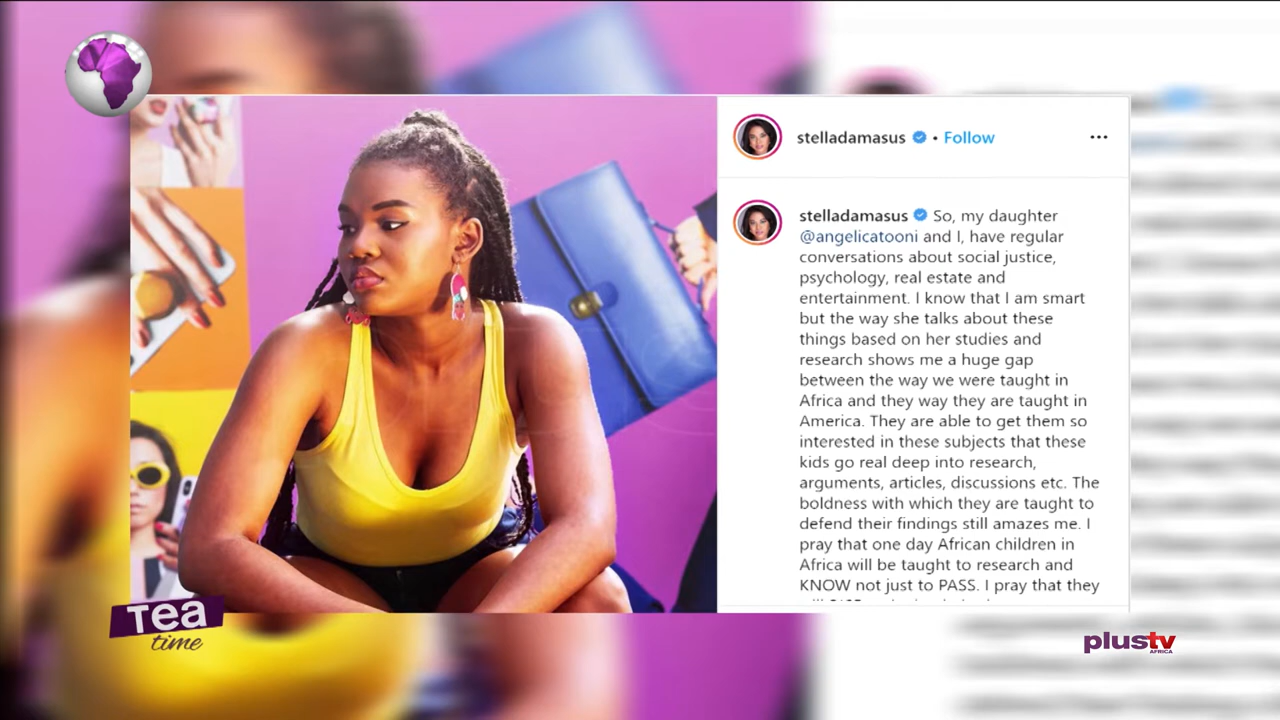 stelladamasus • Follow
stelladamasus So, my daughter
@angelicatooni and I, have regular
conversations about social justice,
psychology, real estate and
entertainment. I know that I am smart
but the way she talks about these
things based on her studies and
research shows me a huge gap
between the way we were taught in
Africa and they way they are taught in
America. They are able to get them so
interested in these subjects that these
kids go real deep into research,
arguments, articles, discussions etc. The
boldness with which they are taught to
defend their findings still amazes me. I
pray that one day African children in
Africa will be taught to research and
KNOW not just to PASS. I pray that they
Tea
time
plustv
AFRICA